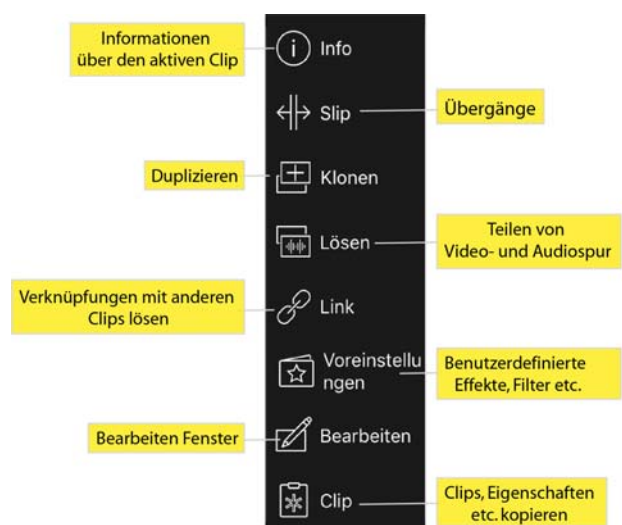 Informationen
über den aktiven Clip
Info
Slip
Übergänge
Duplizieren
Klonen
Lösen
Teilen von
Video- und Audiospur
Verknüpfungen mit anderen
Clips lösen
Link
Voreinstellu
ngen
Benutzerdefinierte
Effekte, Filter etc.
Bearbeiten Fenster
Bearbeiten
Clip
Clips, Eigenschaften
etc. kopieren